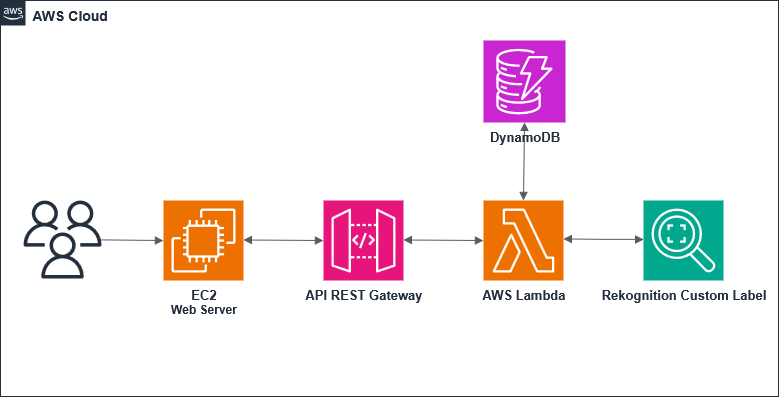 aws
AWS Cloud
DynamoDB
EC2
Web Server
API REST Gateway
</>
AWS Lambda
Rekognition Custom Label